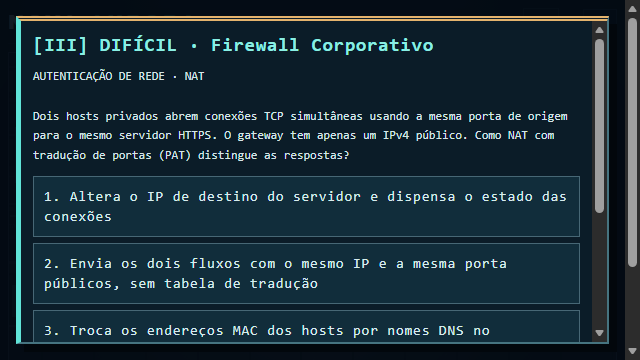 [III] DIFÍCIL · Firewall Corporativo
AUTENTICAÇÃO DE REDE · NAT
Dois hosts privados abrem conexões TCP simultâneas usando a mesma porta de origem
para o mesmo servidor HTTPS. O gateway tem apenas um IPv4 público. Como NAT com
tradução de portas (PAT) distingue as respostas?
1. Altera o IP de destino do servidor e dispensa o estado das
conexões
2. Envia os dois fluxos com o mesmo IP e a mesma porta
públicos, sem tabela de tradução
3. Troca os endereços MAC dos hosts por nomes DNS no